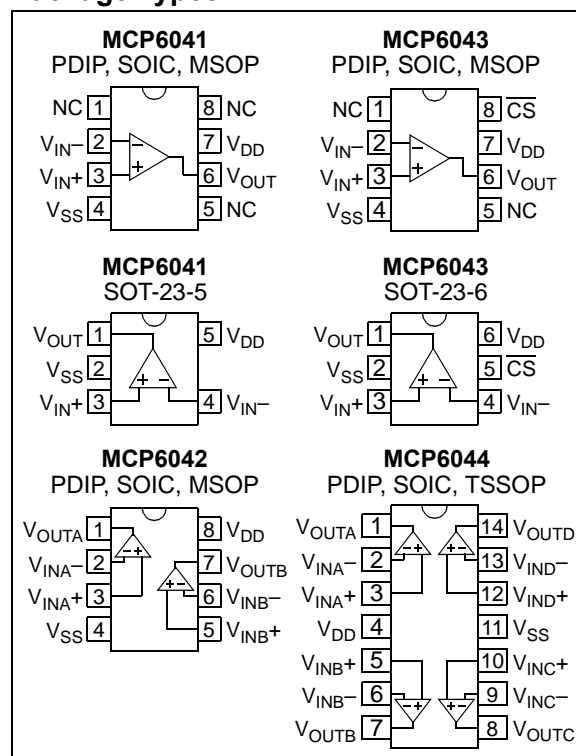 MCP6041
PDIP, SOIC, MSOP
NC 1 8 NC
VIN– 2 7 VDD
VIN+ 3 6 VOUT
VSS 4 5 NC
MCP6043
PDIP, SOIC, MSOP
NC 1 8 CS
VIN– 2 7 VDD
VIN+ 3 6 VOUT
VSS 4 5 NC
MCP6041
SOT-23-5
VOUT 1 5 VDD
VSS 2
VIN+ 3 4 VIN–
MCP6043
SOT-23-6
VOUT 1 6 VDD
VSS 2 5 CS
VIN+ 3 4 VIN–
MCP6042
PDIP, SOIC, MSOP
VOUTA 1 8 VDD
VINA– 2 7 VOUTB
VINA+ 3 6 VINB–
VSS 4 5 VINB+
MCP6044
PDIP, SOIC, TSSOP
VOUTA 1 14 VOUTD
VINA– 2 13 VIND–
VINA+ 3 12 VIND+
VDD 4 11 VSS
VINB+ 5 10 VINC+
VINB– 6 9 VINC–
VOUTB 7 8 VOUTC